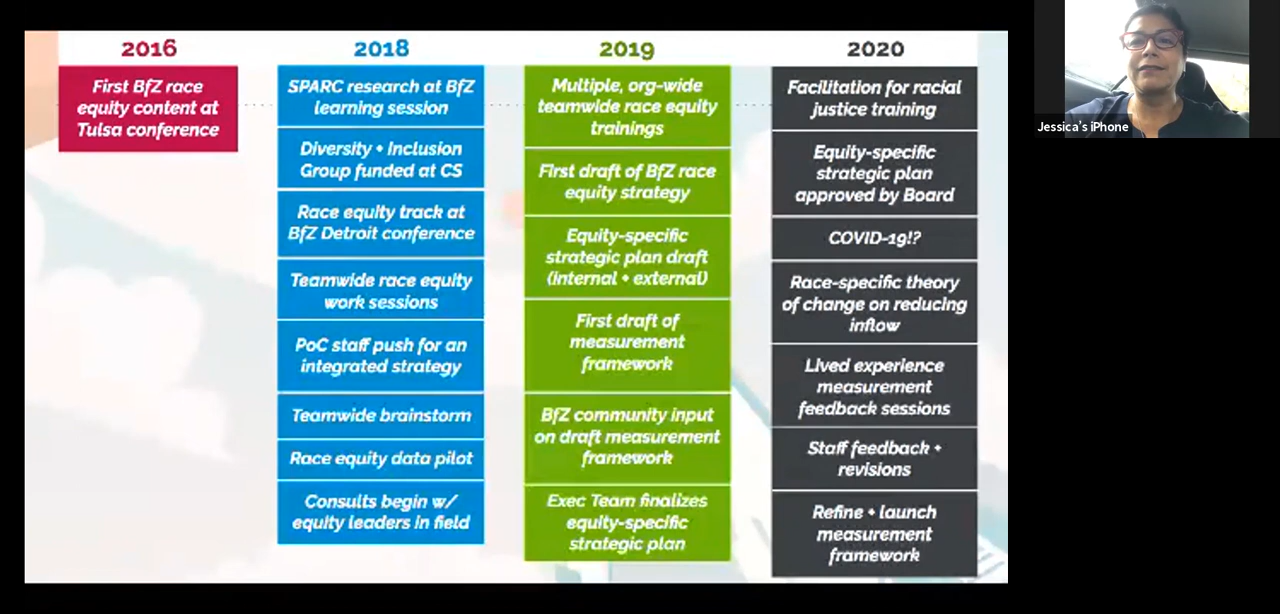 2016
First BfZ race
equity content at
Tulsa conference
2018
SPARC research at BfZ
learning session
Diversity + Inclusion
Group funded at CS
Race equity track at
BfZ Detroit conference
Teamwide race equity
work sessions
PoC staff push for an
integrated strategy
Teamwide brainstorm
Race equity data pilot
Consults begin w/
equity leaders in field
2019
Multiple, org-wide
teamwide race equity
trainings
First draft of BfZ race
equity strategy
Equity-specific
strategic plan draft
(internal + external)
First draft of
measurement
framework
BfZ community input
on draft measurement
framework
Exec Team finalizes
equity-specific
strategic plan
2020
Facilitation for racial
justice training
Equity-specific
strategic plan
approved by Board
COVID-19!?
Race-specific theory
of change on reducing
inflow
Lived experience
measurement
feedback sessions
Staff feedback +
revisions
Refine + launch
measurement
framework
Jessica's iPhone